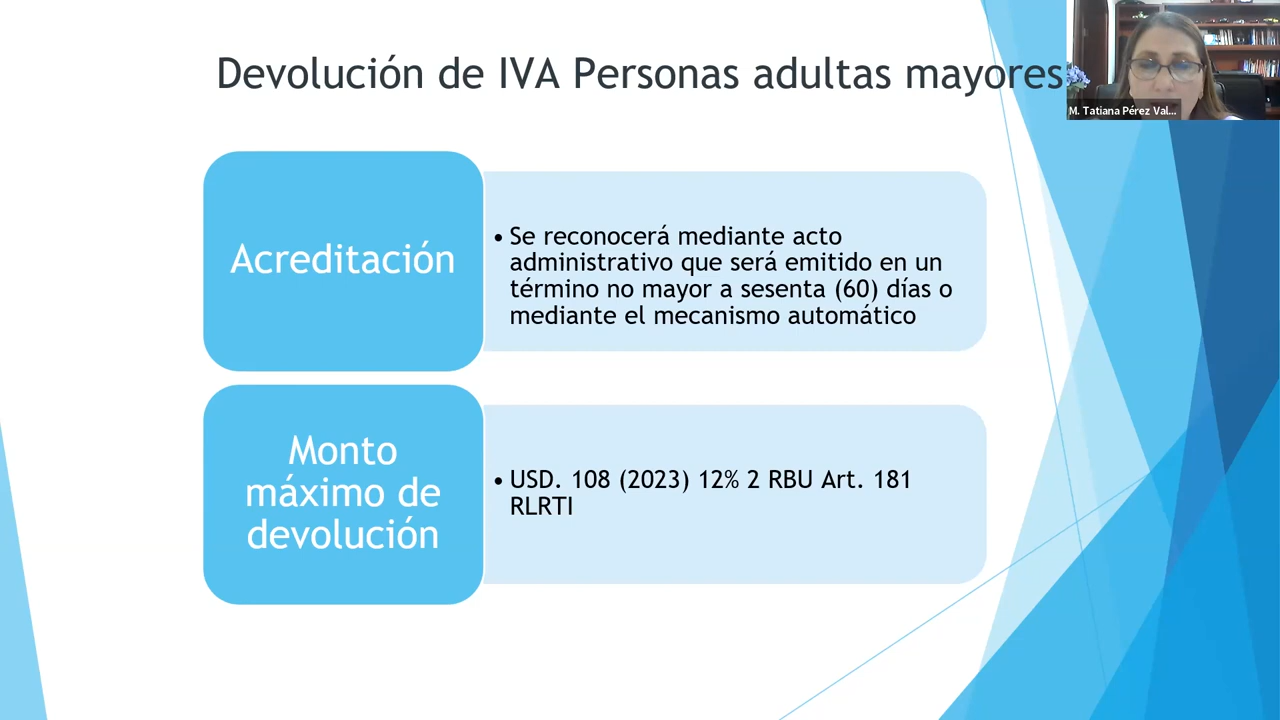 Devolución de IVA Personas adultas mayores
M. Tatiana Pérez Val...
Acreditación
• Se reconocerá mediante acto
administrativo que será emitido en un
término no mayor a sesenta (60) días o
mediante el mecanismo automático
Monto
máximo de
devolución
• USD. 108 (2023) 12% 2 RBU Art. 181
RLRTI